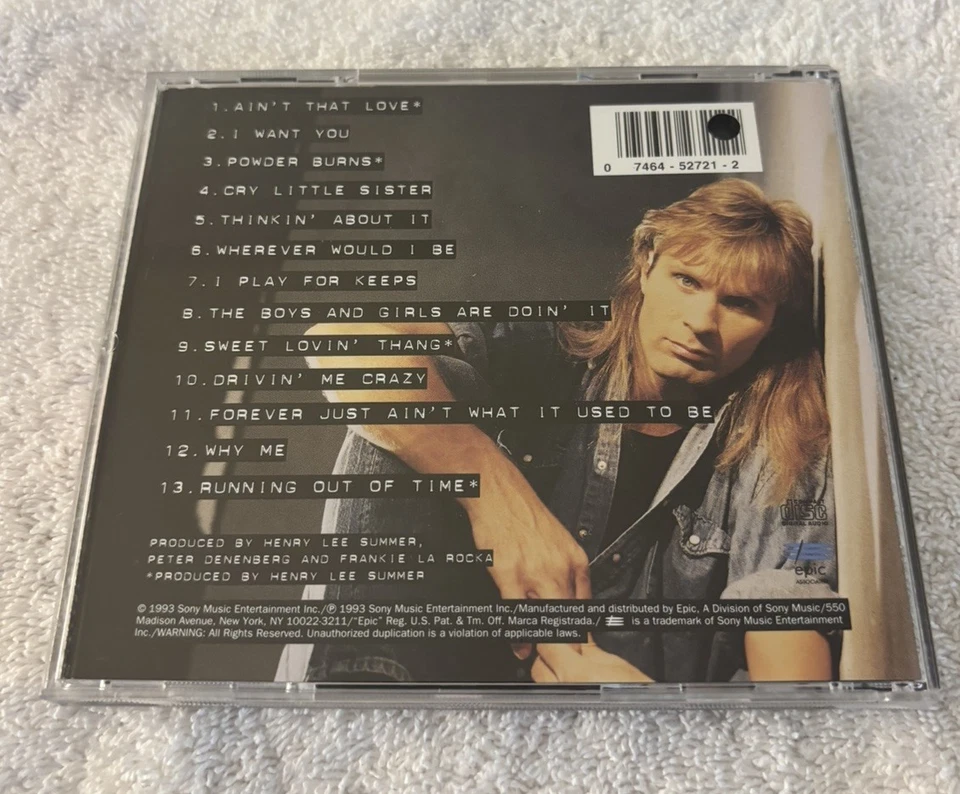 1.AIN'T THAT LOVE*
2.I WANT YOU
3.POWDER BURNS*
4.CRY LITTLE SISTER
5.THINKIN' ABOUT IT
6.WHEREVER WOULD I BE
7.I PLAY FOR KEEPS
8.THE BOYS AND GIRLS ARE DOIN' IT
9.SWEET LOVIN' THANG*
10.DRIVIN' ME CRAZY
11.FOREVER JUST AIN'T WHAT IT USED TO BE
12.WHY ME
13.RUNNING OUT OF TIME*
0 7464-52721-2
PRODUCED BY HENRY LEE SUMMER,
PETER DENENBERG AND FRANKIE LA ROCKA
*PRODUCED BY HENRY LEE SUMMER
disc
DIGITAL AUDIO
epic
© 1993 Sony Music Entertainment Inc./℗ 1993 Sony Music Entertainment Inc./Manufactured and distributed by Epic, A Division of Sony Music/550
Madison Avenue, New York, NY 10022-3211/"Epic" Reg. U.S. Pat. & Tm. Off. Marca Registrada./ is a trademark of Sony Music Entertainment
Inc./WARNING: All Rights Reserved. Unauthorized duplication is a violation of applicable laws.